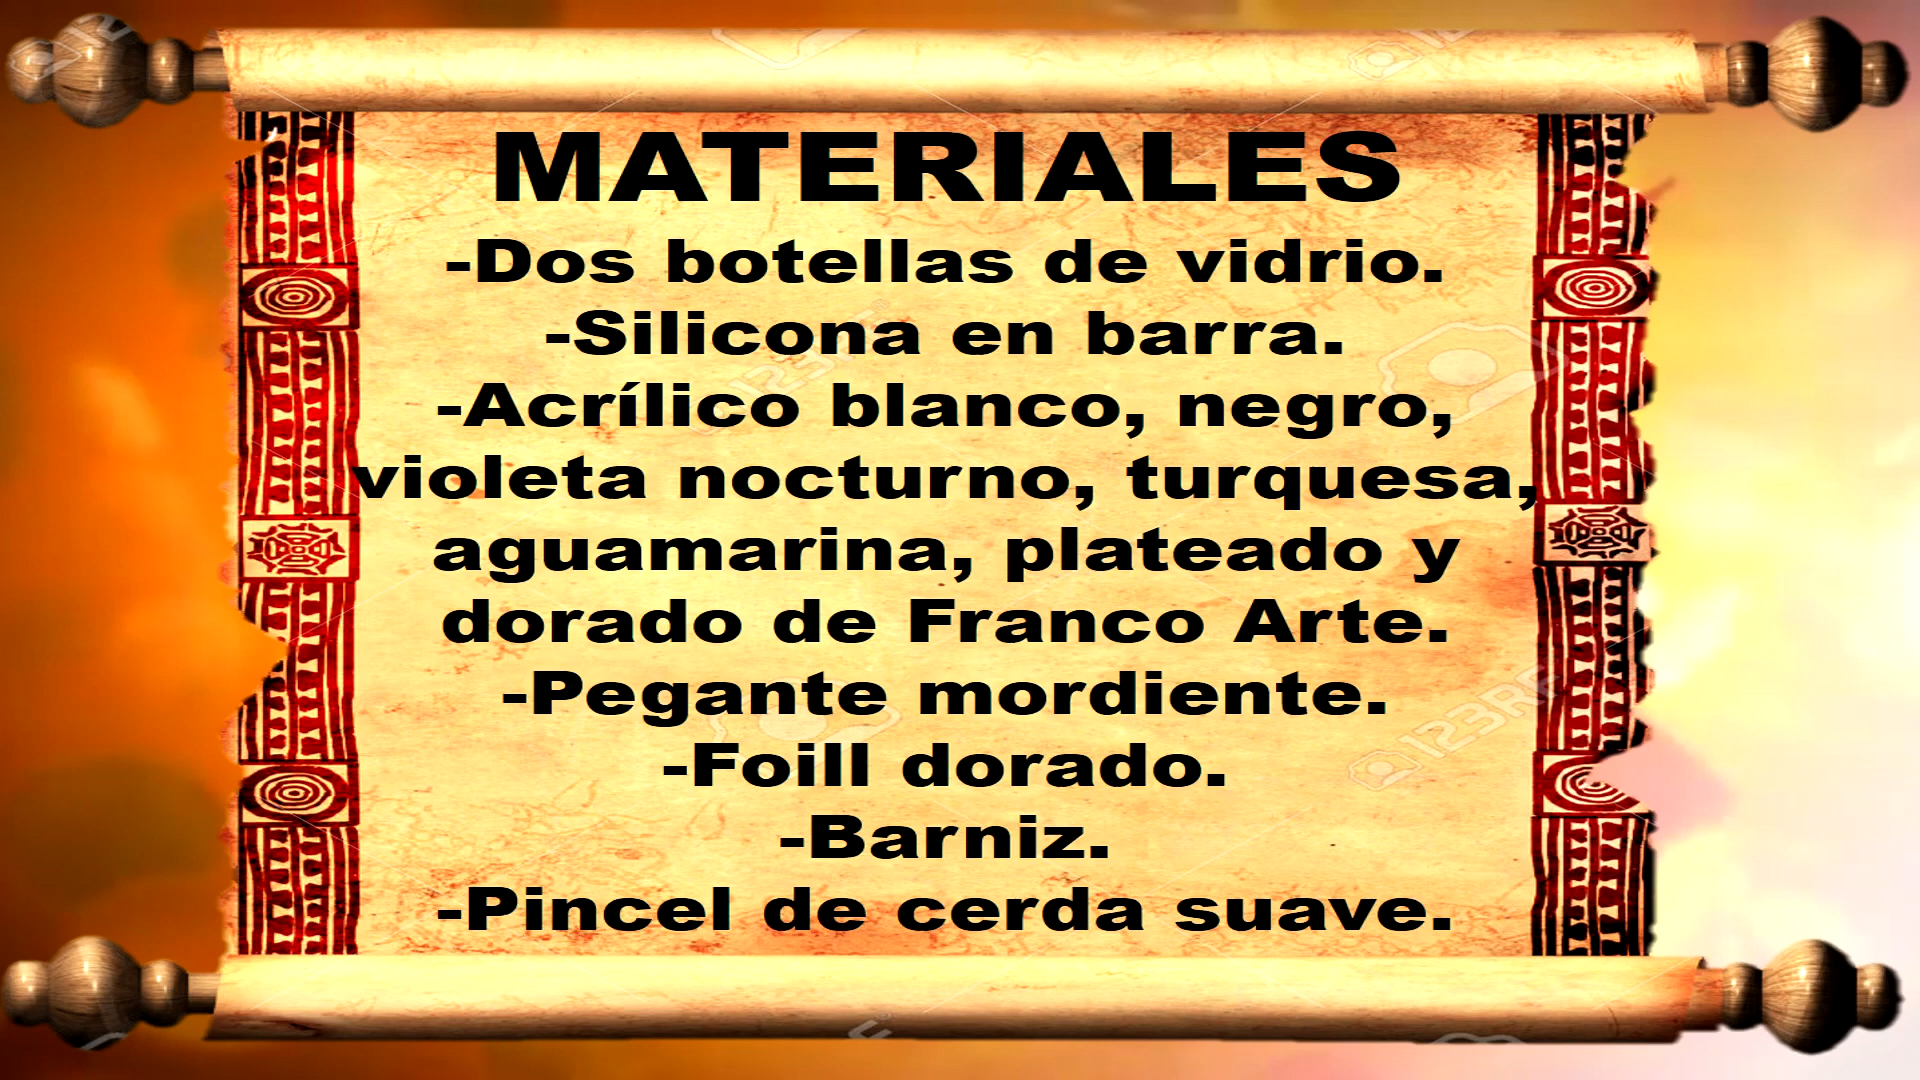 MATERIALES
-Dos botellas de vidrio.
-Silicona en barra.
-Acrílico blanco, negro,
violeta nocturno, turquesa,
aguamarina, plateado y
dorado de Franco Arte.
-Pegante mordiente.
-Foill dorado.
-Barniz.
-Pincel de cerda suave.
123RF